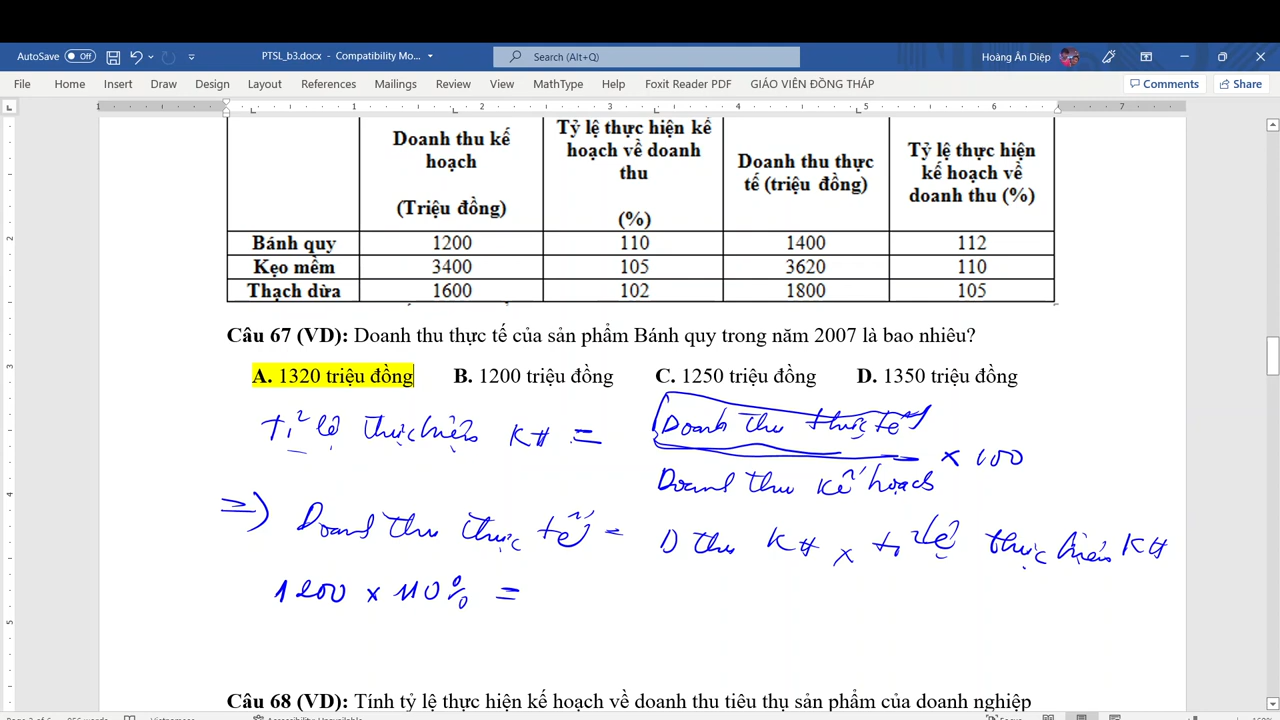 AutoSave Off PTSL_b3.docx - Compatibility Mo... Search (Alt+Q) Hoàng Ân Diệp
File Home Insert Draw Design Layout References Mailings Review View MathType Help Foxit Reader PDF GIÁO VIÊN ĐỒNG THÁP Comments Share
1 1 2 3 4 5 6 7
Doanh thu kế hoạch (Triệu đồng) Tỷ lệ thực hiện kế hoạch về doanh thu (%) Doanh thu thực tế (triệu đồng) Tỷ lệ thực hiện kế hoạch về doanh thu (%)
Bánh quy 1200 110 1400 112
Kẹo mềm 3400 105 3620 110
Thạch dừa 1600 102 1800 105
Câu 67 (VD): Doanh thu thực tế của sản phẩm Bánh quy trong năm 2007 là bao nhiêu?
A. 1320 triệu đồng B. 1200 triệu đồng C. 1250 triệu đồng D. 1350 triệu đồng
Tỉ lệ thực hiện KH = Doanh thu thực tế
Doanh thu kế hoạch × 100
=> Doanh thu thực tế = D thu KH × tỉ lệ thực hiện KH
1200 × 110% =
Câu 68 (VD): Tính tỷ lệ thực hiện kế hoạch về doanh thu tiêu thụ sản phẩm của doanh nghiệp